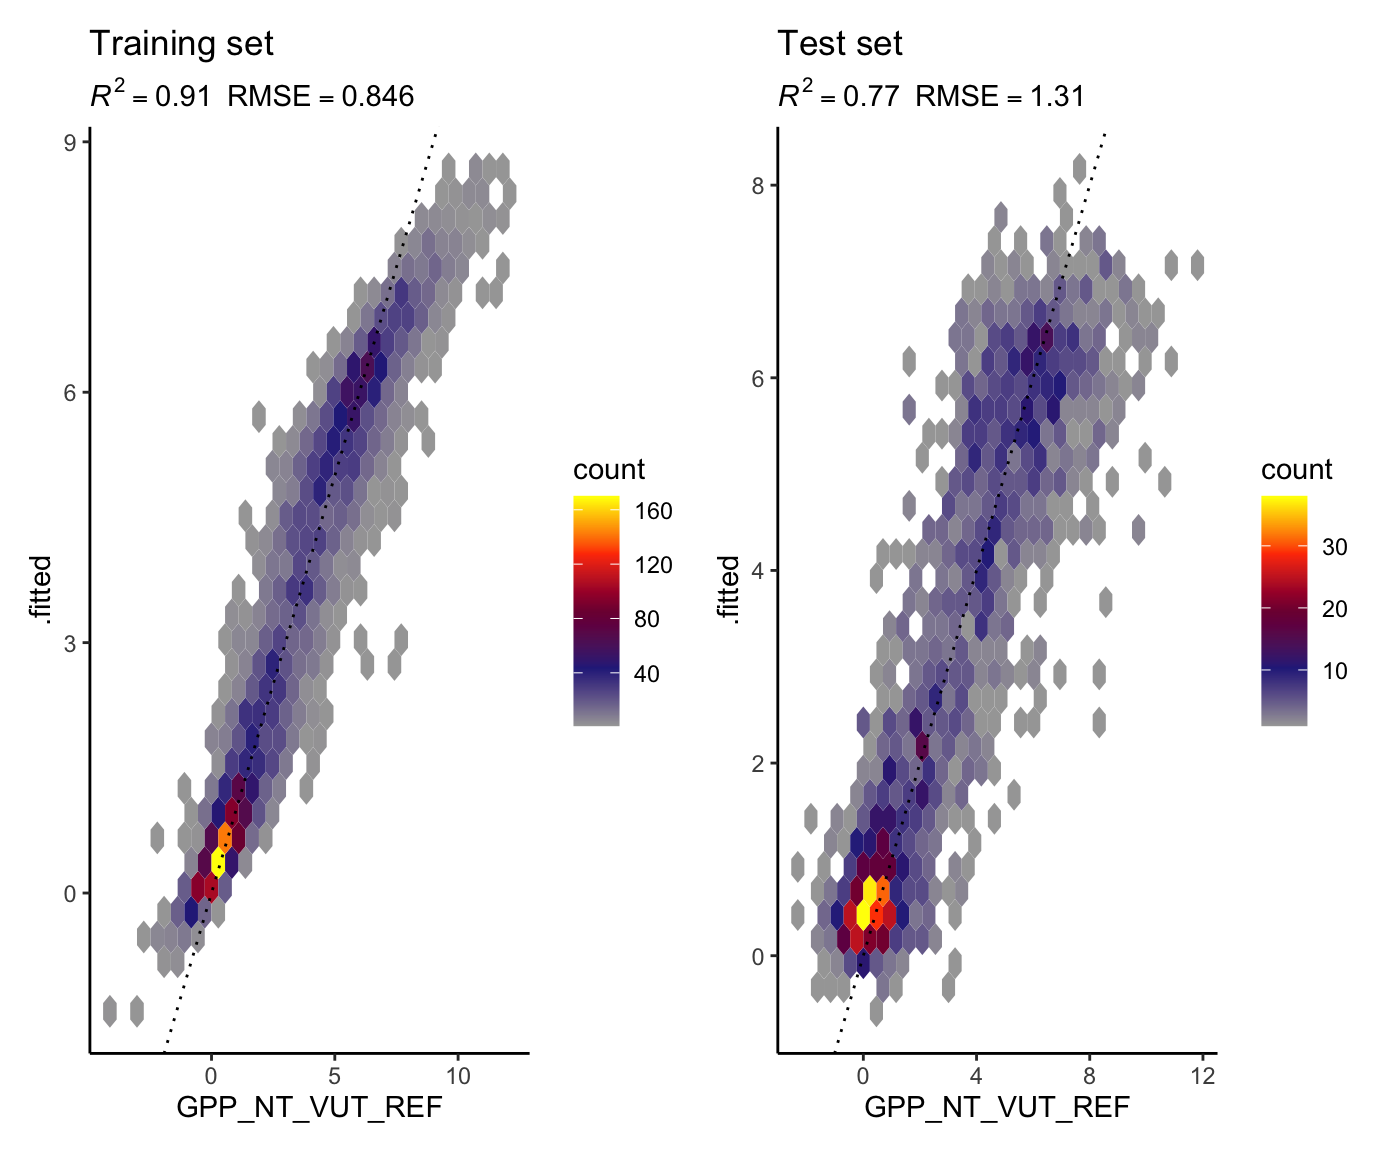 Training set
R² = 0.91 RMSE = 0.846
9
6
3
0
.fitted
0 5 10
GPP_NT_VUT_REF
count
160
120
80
40
Test set
R² = 0.77 RMSE = 1.31
8
6
4
2
0
.fitted
0 4 8 12
GPP_NT_VUT_REF
count
30
20
10